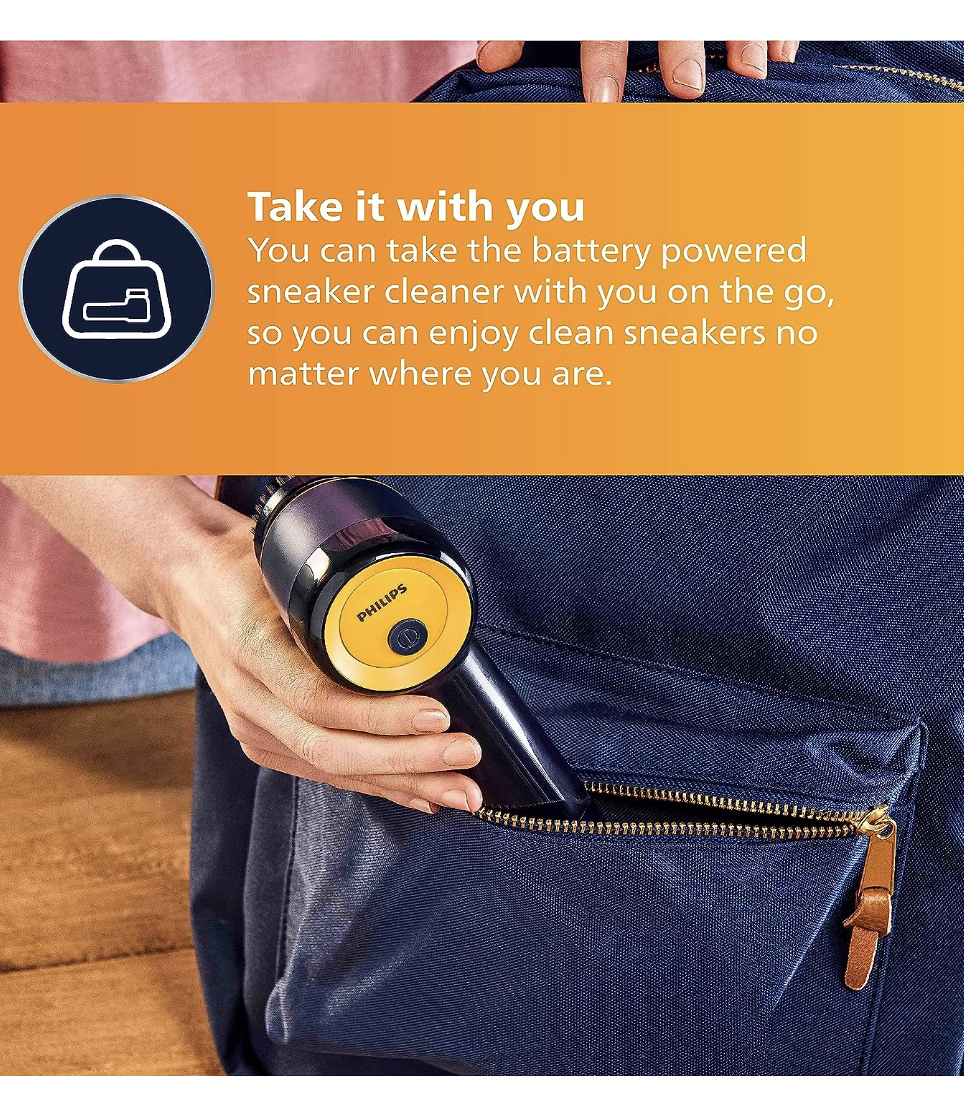 Take it with you
You can take the battery powered
sneaker cleaner with you on the go,
so you can enjoy clean sneakers no
matter where you are.
PHILIPS